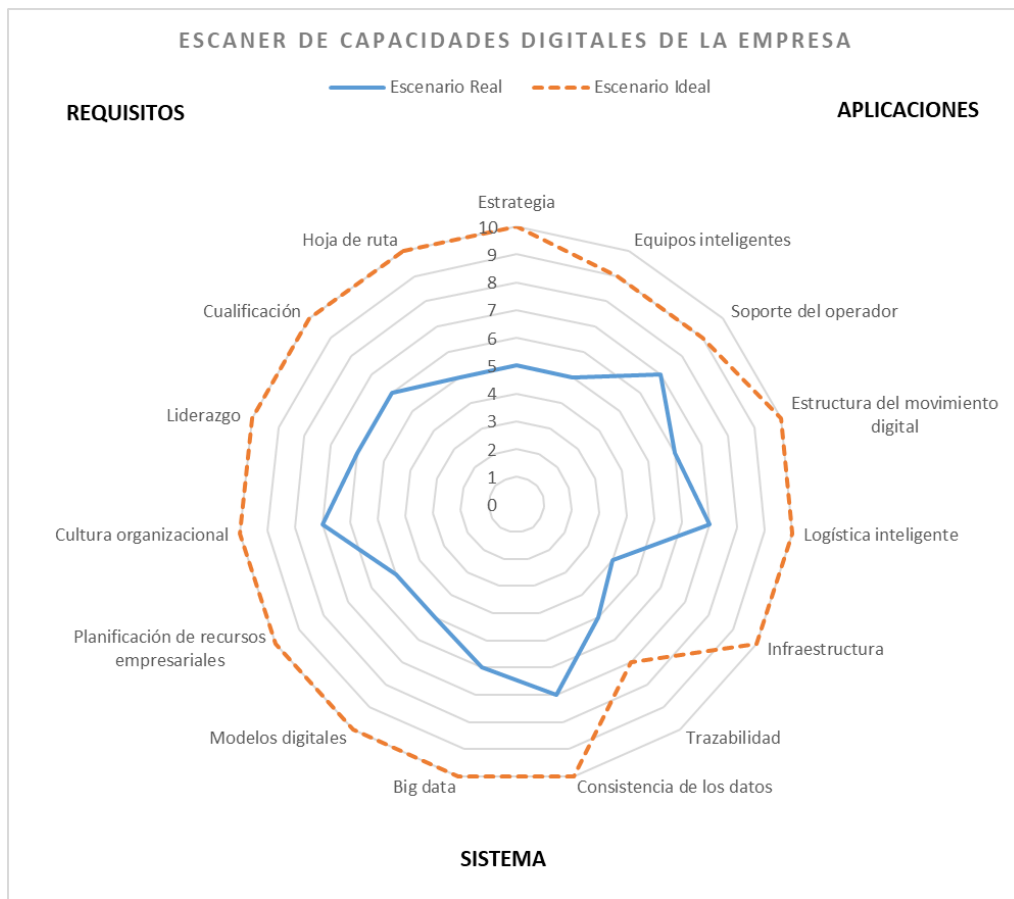 ESCANER DE CAPACIDADES DIGITALES DE LA EMPRESA
Escenario Real
Escenario Ideal
REQUISITOS
APLICACIONES
Estrategia
Equipos inteligentes
Soporte del operador
Estructura del movimiento
digital
Logística inteligente
Infraestructura
Trazabilidad
Consistencia de los datos
Big data
Modelos digitales
Planificación de recursos
empresariales
Cultura organizacional
Liderazgo
Cualificación
Hoja de ruta
10
9
8
7
6
5
4
3
2
1
0
SISTEMA